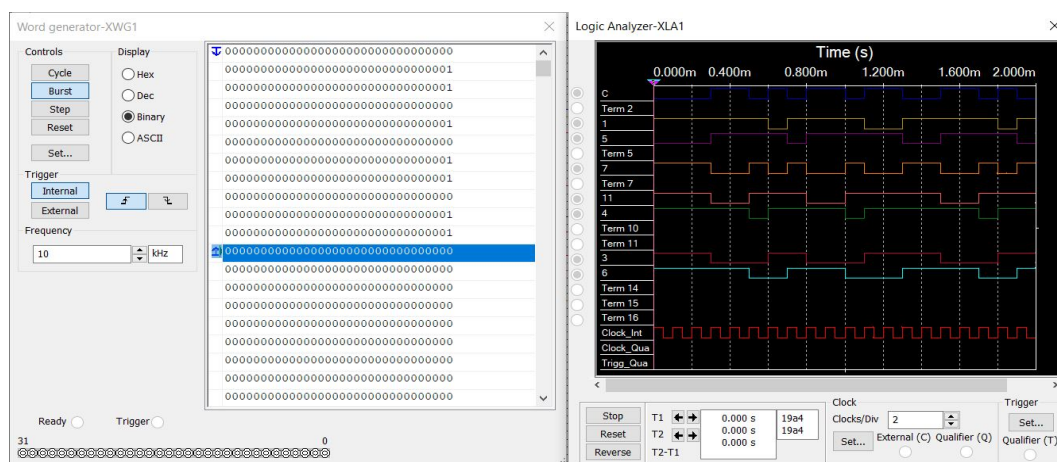 Word generator-XWG1
Controls
Cycle
Burst
Step
Reset
Set...
Display
Hex
Dec
Binary
ASCII
Trigger
Internal
External
Frequency
10 kHz
00000000000000000000000000000000
00000000000000000000000000000001
00000000000000000000000000000001
00000000000000000000000000000000
00000000000000000000000000000001
00000000000000000000000000000000
00000000000000000000000000000001
00000000000000000000000000000001
00000000000000000000000000000000
00000000000000000000000000000001
00000000000000000000000000000001
00000000000000000000000000000000
00000000000000000000000000000000
00000000000000000000000000000000
00000000000000000000000000000000
00000000000000000000000000000000
00000000000000000000000000000000
00000000000000000000000000000000
00000000000000000000000000000000
00000000000000000000000000000000
Ready Trigger
31 0
Logic Analyzer-XLA1
Time (s)
0.000m 0.400m 0.800m 1.200m 1.600m 2.000m
C
Term 2
1
5
Term 5
7
Term 7
11
4
Term 10
Term 11
3
6
Term 14
Term 15
Term 16
Clock_Int
Clock_Qua
Trigg_Qua
Stop
Reset
Reverse
T1 0.000 s 19a4
T2 0.000 s 19a4
T2-T1 0.000 s
Clock
Clocks/Div 2
Set... External (C) Qualifier (Q)
Trigger
Set...
Qualifier (T)